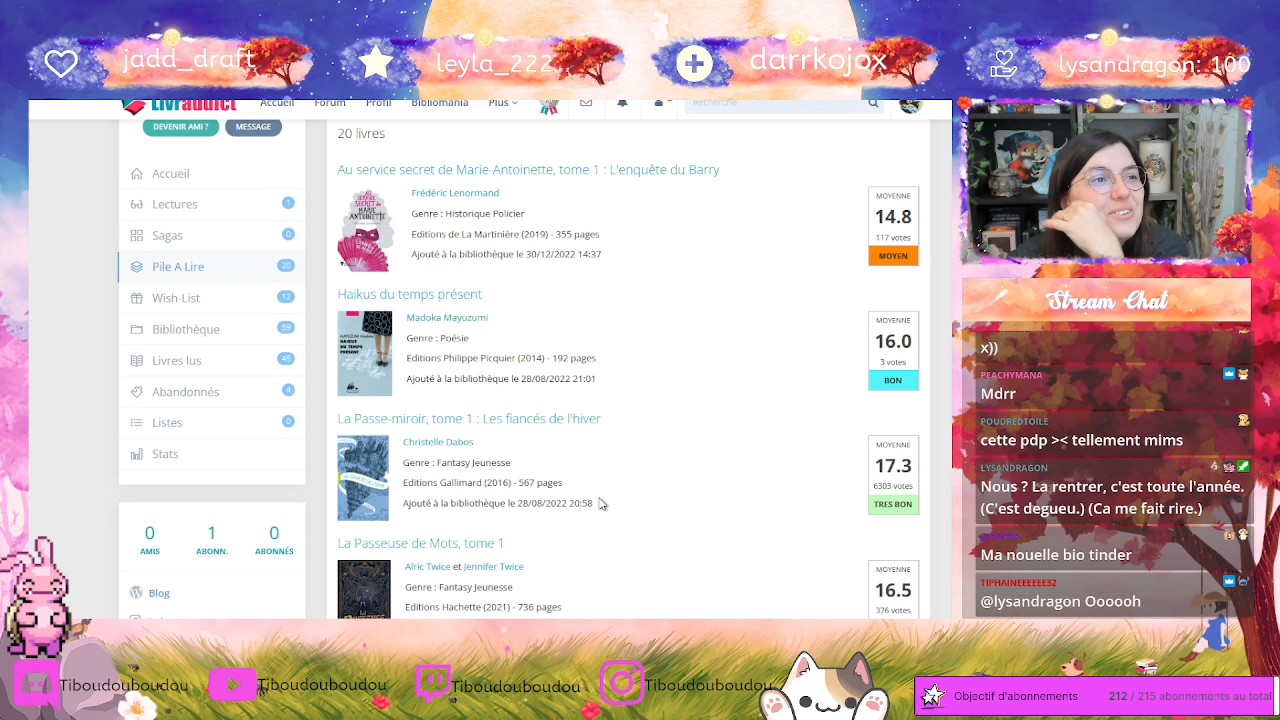 jadd_draft
leyla_222
darrkojox
lysandragon: 100
Livraddict
Accueil
Forum
Profil
Bibliomania
Plus
Recherche
DEVENIR AMI ?
MESSAGE
Accueil
Lectures 1
Sagas 0
Pile A Lire 20
Wish-List 12
Bibliothèque 59
Livres lus 45
Abandonnés 4
Listes 0
Stats
0 1 0
AMIS ABONN. ABONNÉS
Blog
20 livres
Au service secret de Marie-Antoinette, tome 1 : L'enquête du Barry
Frédéric Lenormand
Genre : Historique Policier
Editions de La Martinière (2019) - 355 pages
Ajouté à la bibliothèque le 30/12/2022 14:37
MOYENNE
14.8
117 votes
MOYEN
Haikus du temps présent
Madoka Mayuzumi
Genre : Poésie
Editions Philippe Picquier (2014) - 192 pages
Ajouté à la bibliothèque le 28/08/2022 21:01
MOYENNE
16.0
3 votes
BON
La Passe-miroir, tome 1 : Les fiancés de l'hiver
Christelle Dabos
Genre : Fantasy Jeunesse
Editions Gallimard (2016) - 567 pages
Ajouté à la bibliothèque le 28/08/2022 20:58
MOYENNE
17.3
6303 votes
TRES BON
La Passeuse de Mots, tome 1
Alric Twice et Jennifer Twice
Genre : Fantasy Jeunesse
Editions Hachette (2021) - 736 pages
MOYENNE
16.5
376 votes
Stream Chat
x))
PEACHYMANA
Mdrr
POUDREDTOILE
cette pdp >< tellement mims
LYSANDRAGON
Nous ? La rentrer, c'est toute l'année.
(C'est degueu.) (Ca me fait rire.)
Ma nouelle bio tinder
TIPHAINEEEEEE32
@lysandragon Oooooh
Tiboudouboudou
Tiboudouboudou
Tiboudouboudou
Tiboudouboudou
Objectif d'abonnements 212 / 215 abonnements au total